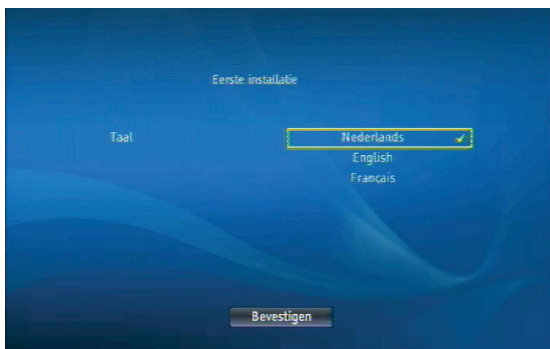 Eerste installatie
Taal
Nederlands
English
Français
Bevestigen